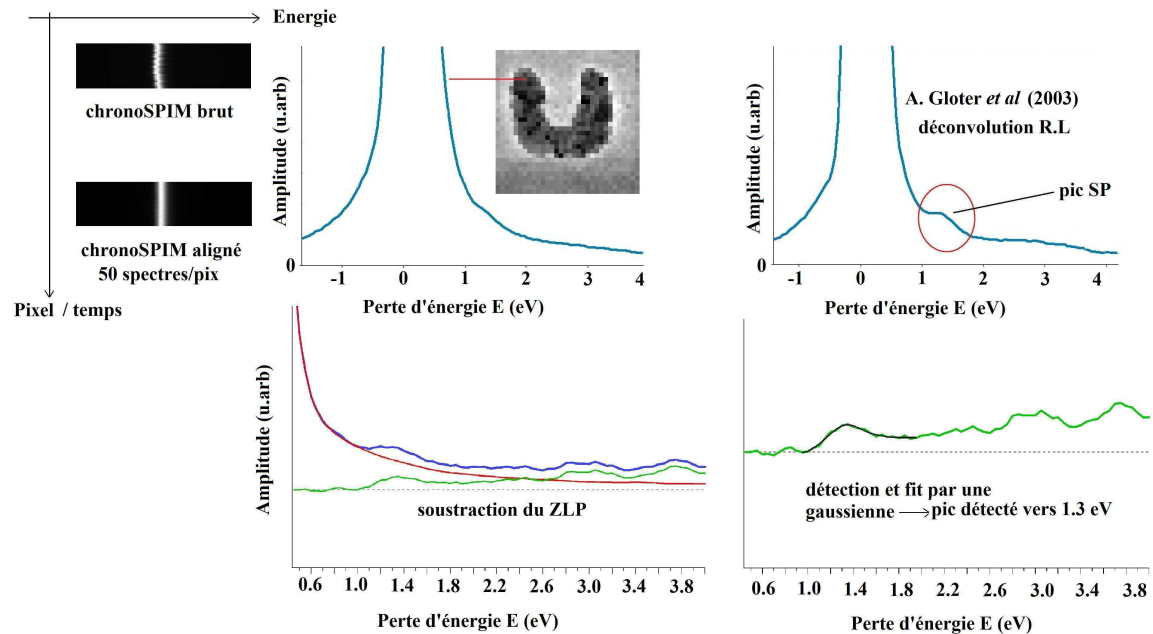 Energie
chronoSPIM brut
chronoSPIM aligné
50 spectres/pix
Pixel / temps
Amplitude (u.arb)
0
-1 0 1 2 3 4
Perte d'énergie E (eV)
A. Gloter et al (2003)
déconvolution R.L
pic SP
Amplitude (u.arb)
0
-1 0 1 2 3 4
Perte d'énergie E (eV)
Amplitude (u.arb)
soustraction du ZLP
0.6 1.0 1.4 1.8 2.2 2.6 3.0 3.4 3.8
Perte d'énergie E (eV)
détection et fit par une
gaussienne → pic détecté vers 1.3 eV
0.6 1.0 1.4 1.8 2.2 2.6 3.0 3.4 3.8
Perte d'énergie E (eV)